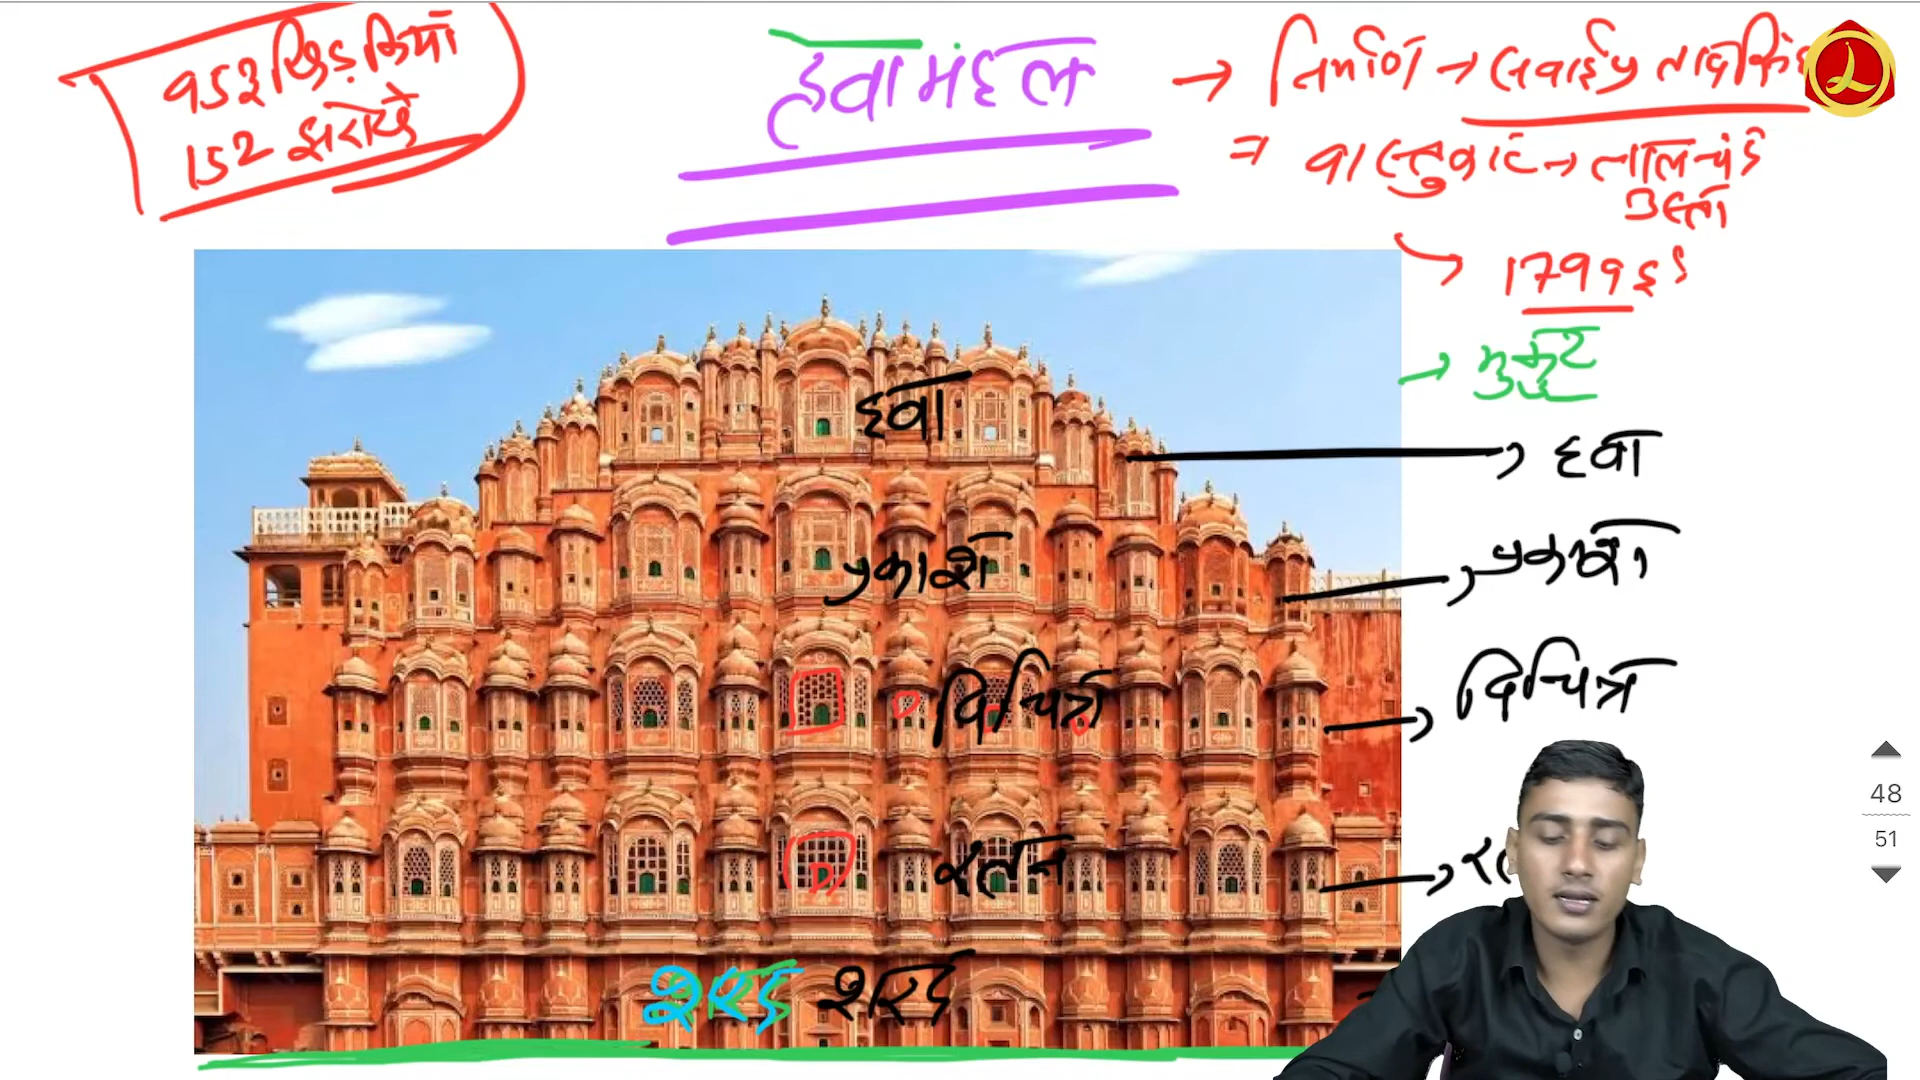 953 खिड़कियाँ
152 झरोखे
हवामहल
→ निर्माण → सवाई प्रतापसिंह
⇒ वास्तुकार → लालचंद
उस्ता
1799 ई
→ मुकुट
हवा
हवा
प्रकाश
प्रकाश
विचित्र
विचित्र
रतन
शरद शरद
48
51